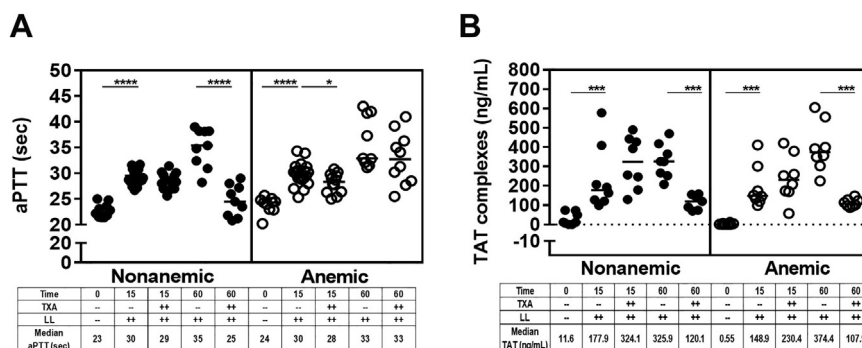 A
aPTT (sec)
50
45
40
35
30
25
20
20
0
****
****
****
*
Nonanemic
Anemic
Time 0 15 15 60 60 0 15 15 60 60
TXA -- -- ++ -- ++ -- -- ++ -- ++
LL -- ++ ++ ++ ++ -- ++ ++ ++ ++
Median aPTT(sec) 23 30 29 35 25 24 30 28 33 33
B
TAT complexes (ng/mL)
800
700
600
500
400
300
200
100
-10
***
***
***
***
Nonanemic
Anemic
Time 0 15 15 60 60 0 15 15 60 60
TXA -- -- ++ -- ++ -- -- ++ -- ++
LL -- ++ ++ ++ ++ -- ++ ++ ++ ++
Median TAT(ng/mL) 11.6 177.9 324.1 325.9 120.1 0.55 148.9 230.4 374.4 107.